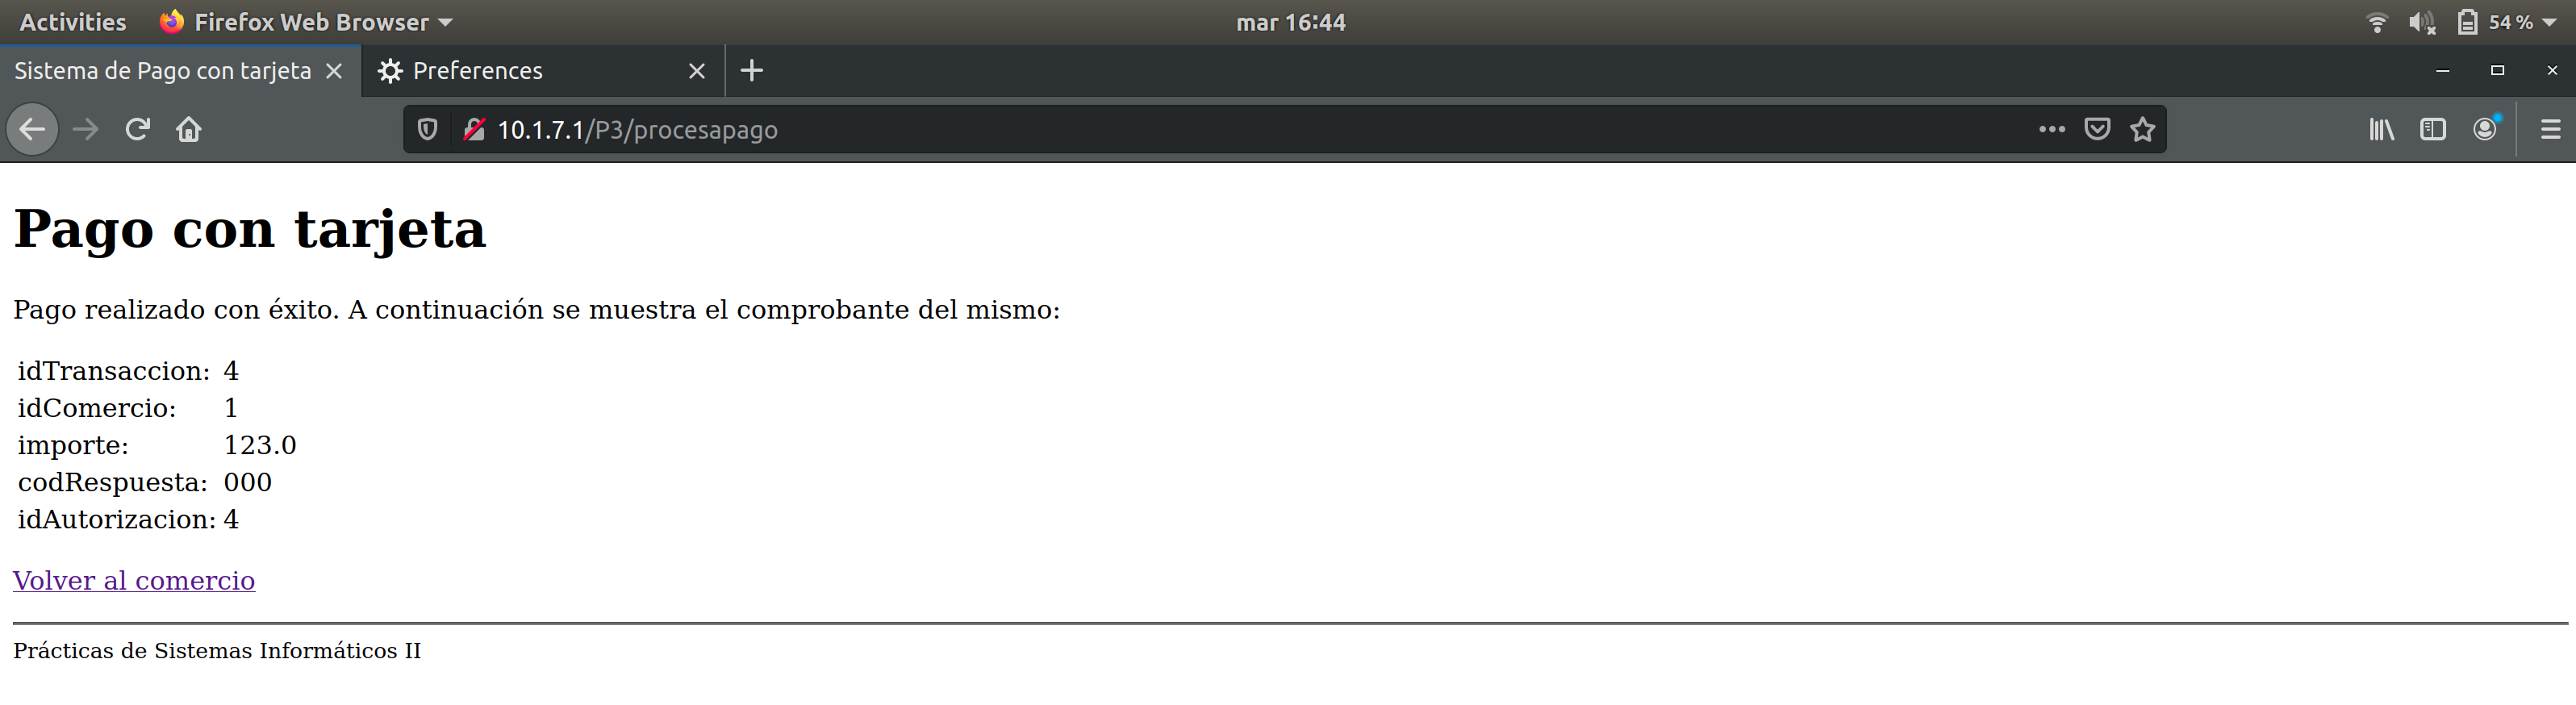 Activities Firefox Web Browser mar 16:44 54 %
Sistema de Pago con tarjeta Preferences
10.1.7.1/P3/procesapago
Pago con tarjeta
Pago realizado con éxito. A continuación se muestra el comprobante del mismo:
idTransaccion: 4
idComercio: 1
importe: 123.0
codRespuesta: 000
idAutorizacion: 4
Volver al comercio
Prácticas de Sistemas Informáticos II